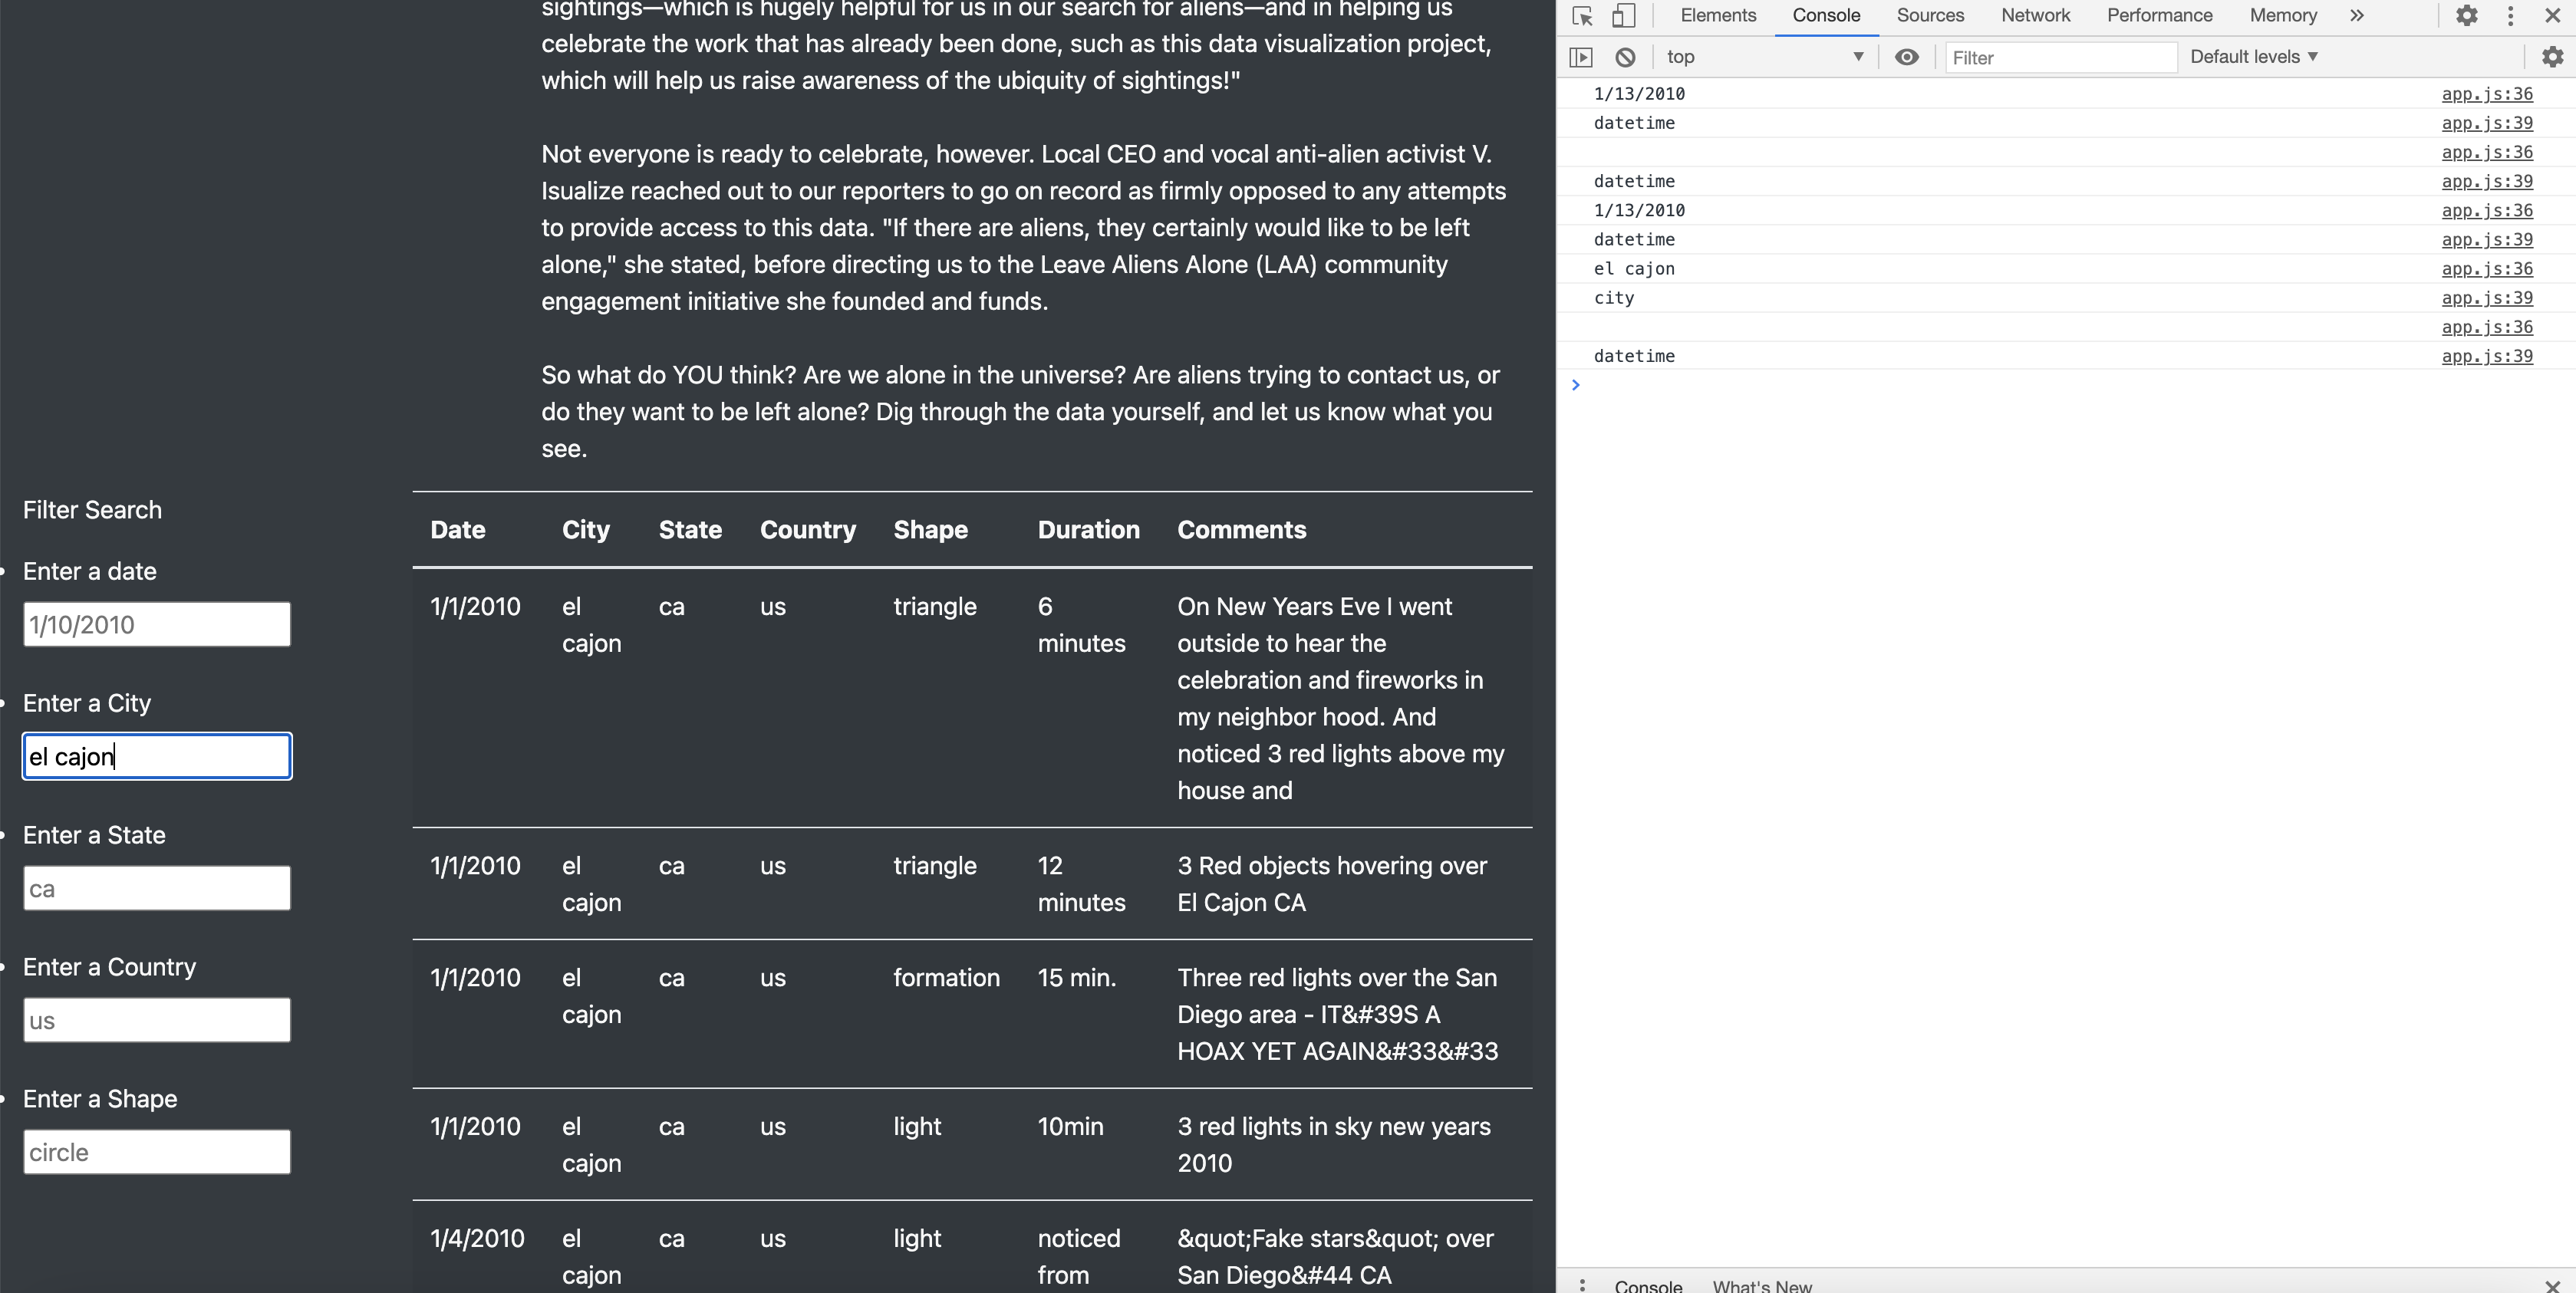 sightings—which is hugely helpful for us in our search for aliens—and in helping us
celebrate the work that has already been done, such as this data visualization project,
which will help us raise awareness of the ubiquity of sightings!"
Not everyone is ready to celebrate, however. Local CEO and vocal anti-alien activist V.
Isualize reached out to our reporters to go on record as firmly opposed to any attempts
to provide access to this data. "If there are aliens, they certainly would like to be left
alone," she stated, before directing us to the Leave Aliens Alone (LAA) community
engagement initiative she founded and funds.
So what do YOU think? Are we alone in the universe? Are aliens trying to contact us, or
do they want to be left alone? Dig through the data yourself, and let us know what you
see.
Filter Search
Enter a date
1/10/2010
Enter a City
el cajon
Enter a State
ca
Enter a Country
us
Enter a Shape
circle
Date City State Country Shape Duration Comments
1/1/2010 el ca us triangle 6 On New Years Eve I went
cajon minutes outside to hear the
celebration and fireworks in
my neighbor hood. And
noticed 3 red lights above my
house and
1/1/2010 el ca us triangle 12 3 Red objects hovering over
cajon minutes El Cajon CA
1/1/2010 el ca us formation 15 min. Three red lights over the San
cajon Diego area - IT&#39S A
HOAX YET AGAIN&#33&#33
1/1/2010 el ca us light 10min 3 red lights in sky new years
cajon 2010
1/4/2010 el ca us light noticed &quot;Fake stars&quot; over
cajon from San Diego&#44 CA
Elements Console Sources Network Performance Memory »
top Filter Default levels
1/13/2010 app.js:36
datetime app.js:39
app.js:36
datetime app.js:39
1/13/2010 app.js:36
datetime app.js:39
el cajon app.js:36
city app.js:39
app.js:36
datetime app.js:39
Console What's New